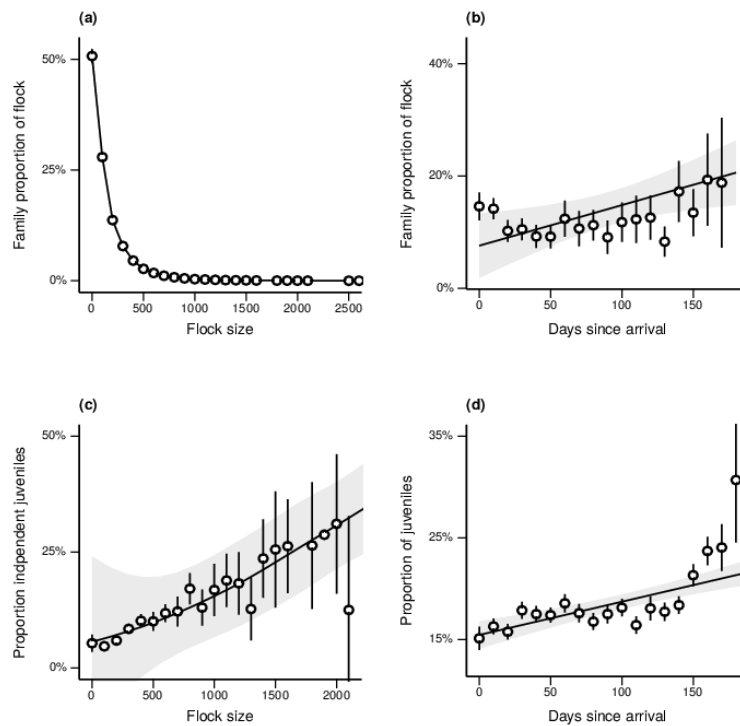 (a)
Family proportion of flock
50%
25%
0%
0 500 1000 1500 2000 2500
Flock size
(b)
Family proportion of flock
40%
20%
0%
0 50 100 150
Days since arrival
(c)
Proportion independent juveniles
50%
25%
0%
0 500 1000 1500 2000
Flock size
(d)
Proportion of juveniles
35%
25%
15%
0 50 100 150
Days since arrival